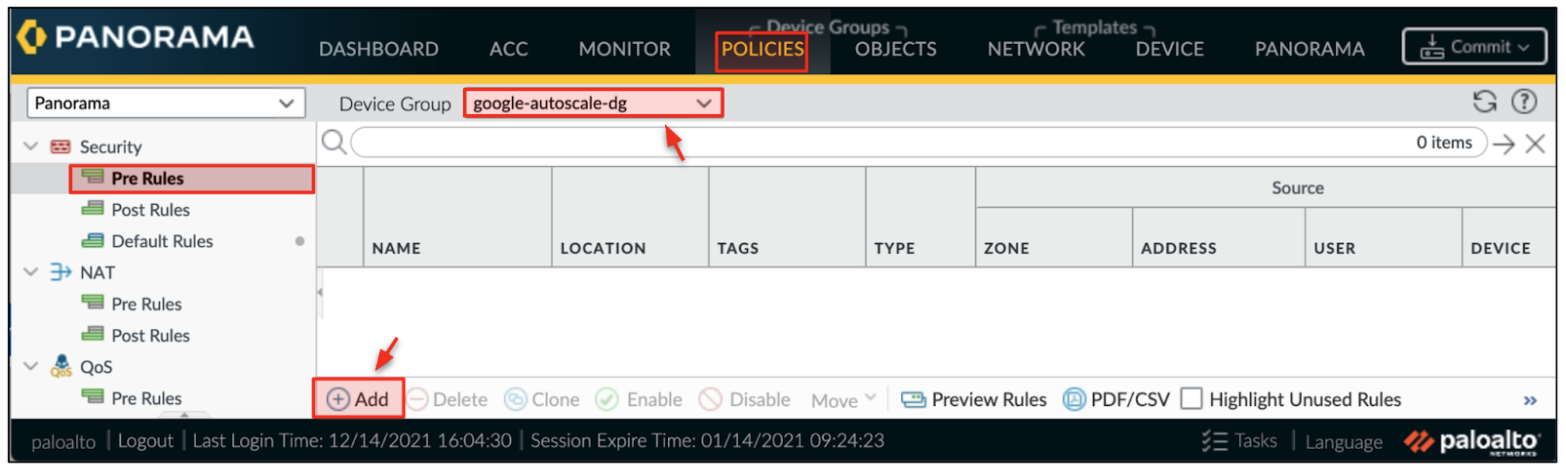 PANORAMA
Device Groups
Templates
DASHBOARD ACC MONITOR POLICIES OBJECTS NETWORK DEVICE PANORAMA Commit
Panorama Device Group google-autoscale-dg
Security
0 items
Pre Rules
Source
Post Rules
Default Rules
NAME LOCATION TAGS TYPE ZONE ADDRESS USER DEVICE
NAT
Pre Rules
Post Rules
QoS
QoS
Pre Rules
Add Delete Clone Enable Disable Move Preview Rules PDF/CSV Highlight Unused Rules
paloalto | Logout | Last Login Time: 12/14/2021 16:04:30 | Session Expire Time: 01/14/2021 09:24:23 Tasks | Language paloalto
NETWORKS